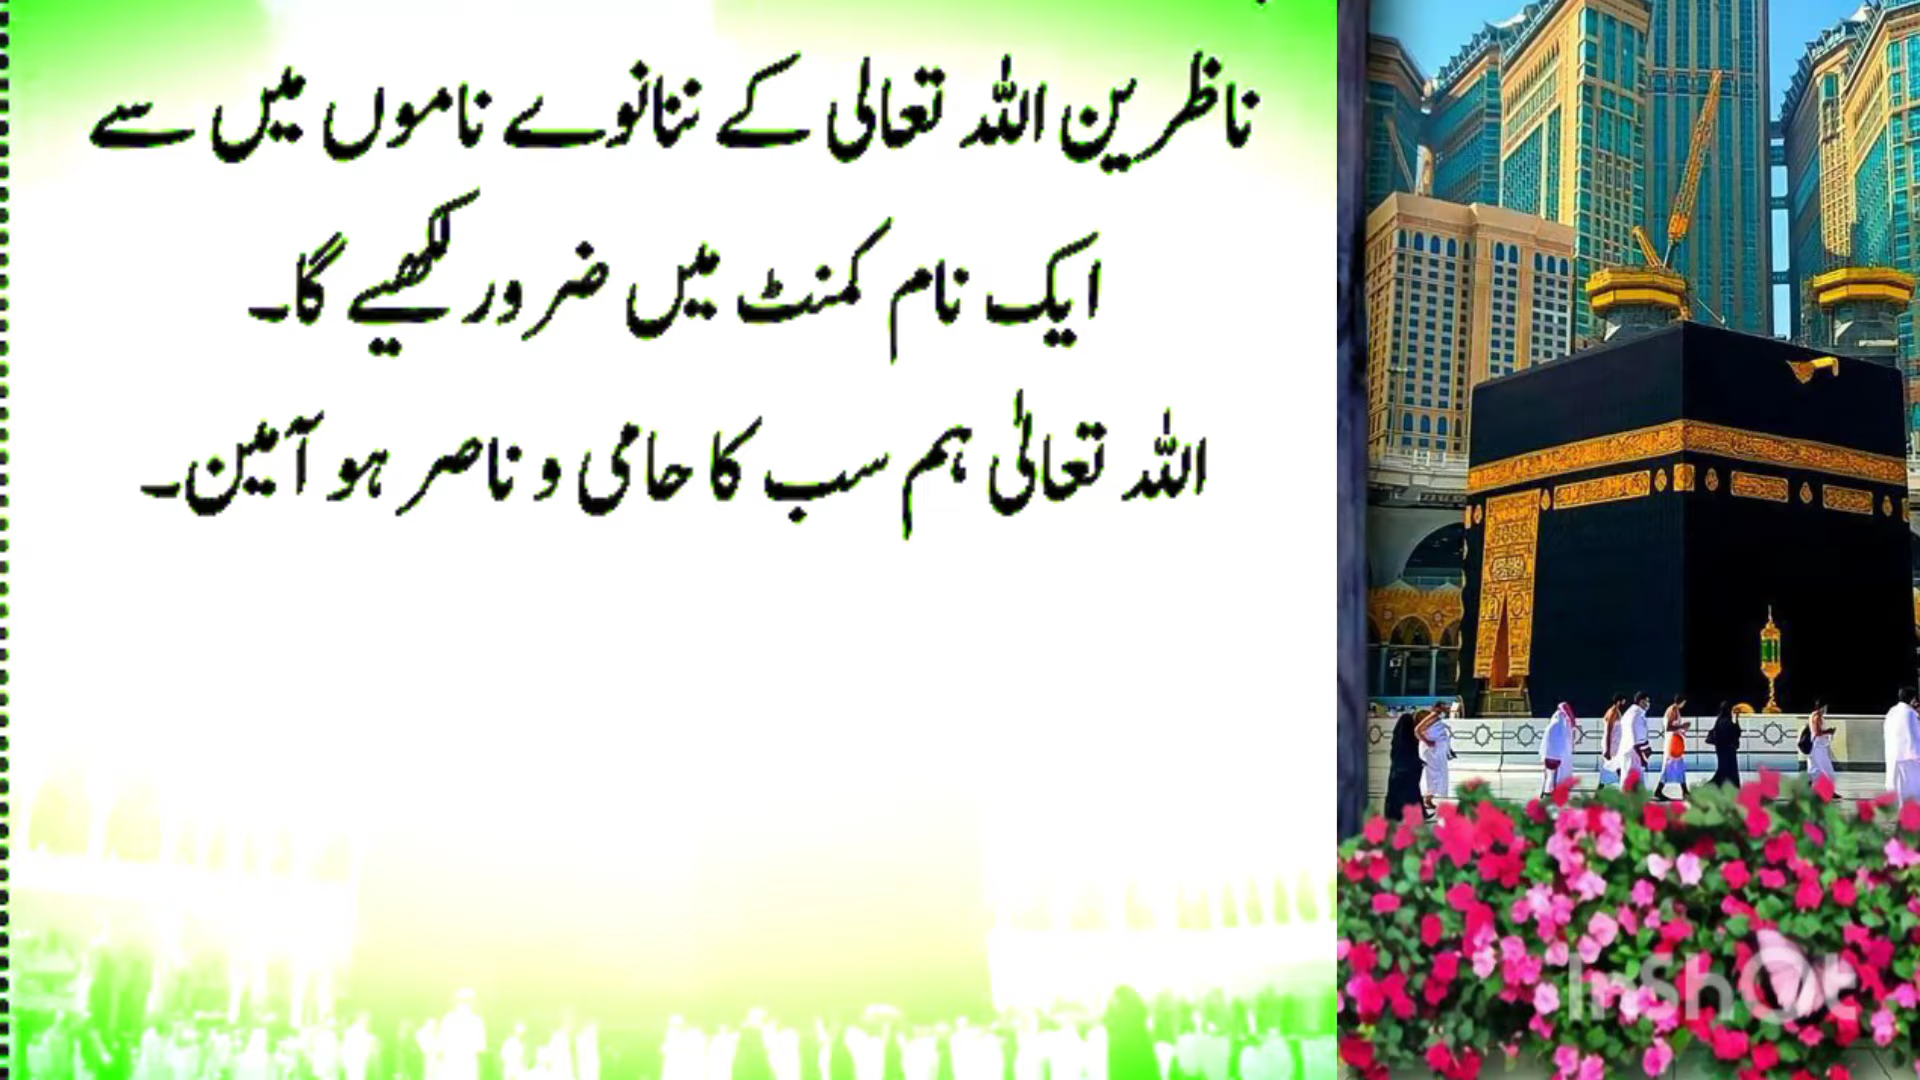 ناظرین اللہ تعالی کے ننانوے ناموں میں سے
ایک نام کمنٹ میں ضرور لکھیے گا۔
اللہ تعالیٰ ہم سب کا حامی و ناصر ہو آمین۔
InShOt